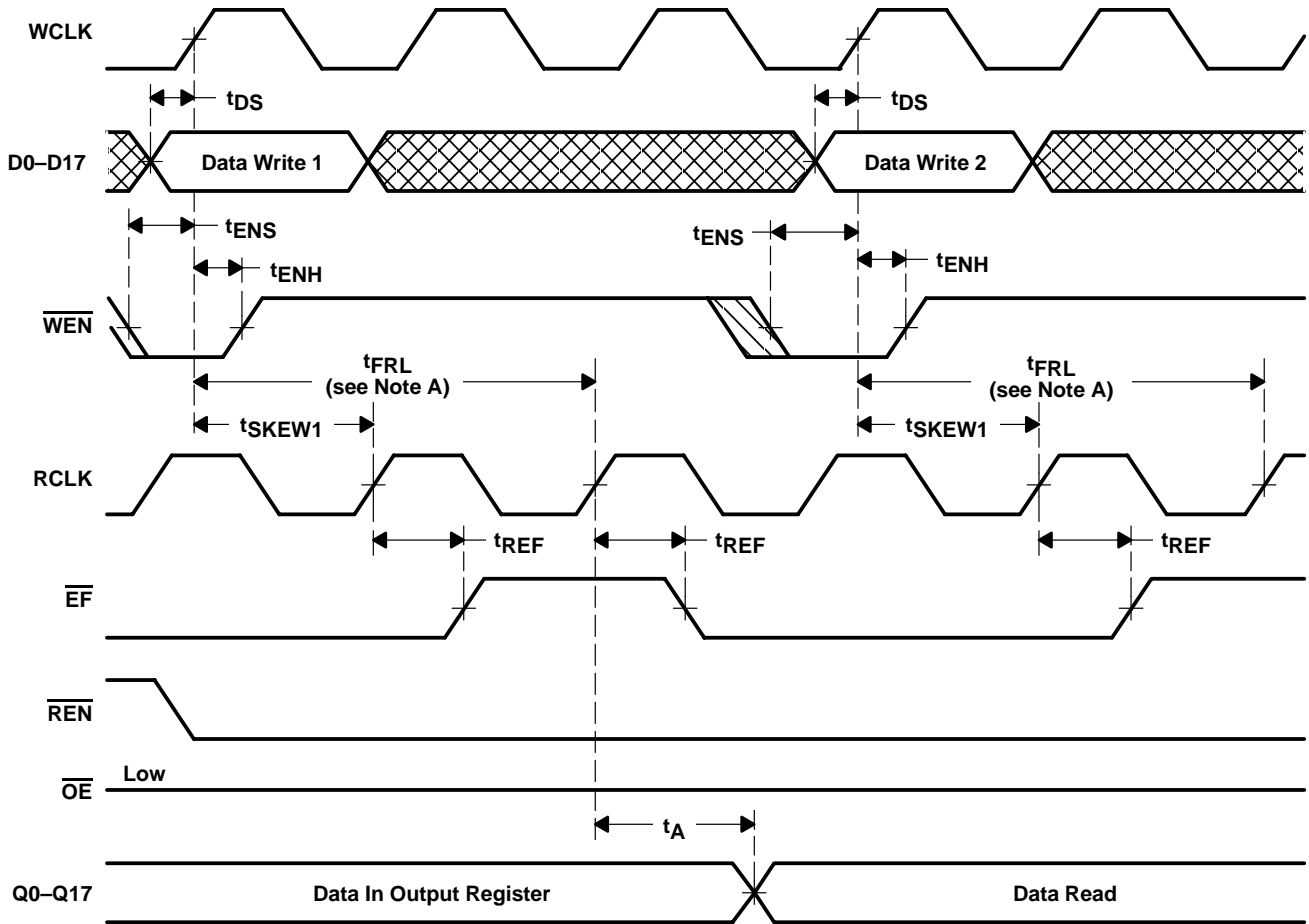 WCLK
tDS
tDS
D0–D17
Data Write 1
Data Write 2
tENS
tENS
tENH
tENH
WEN
tFRL
(see Note A)
tFRL
(see Note A)
tSKEW1
tSKEW1
RCLK
tREF
tREF
tREF
EF
REN
Low
OE
tA
Q0–Q17
Data In Output Register
Data Read